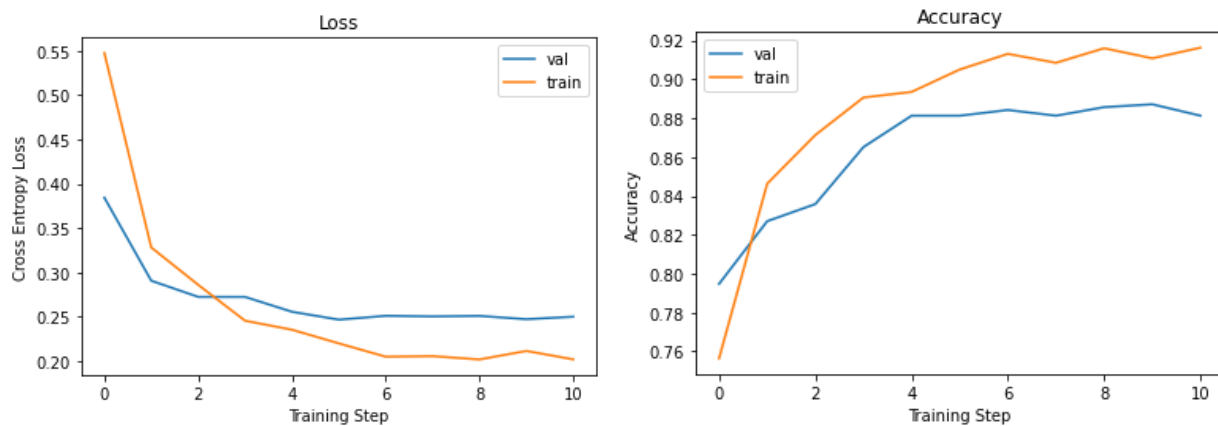 Loss
0.55
0.50
0.45
0.40
0.35
0.30
0.25
0.20
Cross Entropy Loss
val
train
0 2 4 6 8 10
Training Step
Accuracy
0.92
0.90
0.88
0.86
0.84
0.82
0.80
0.78
0.76
Accuracy
val
train
0 2 4 6 8 10
Training Step